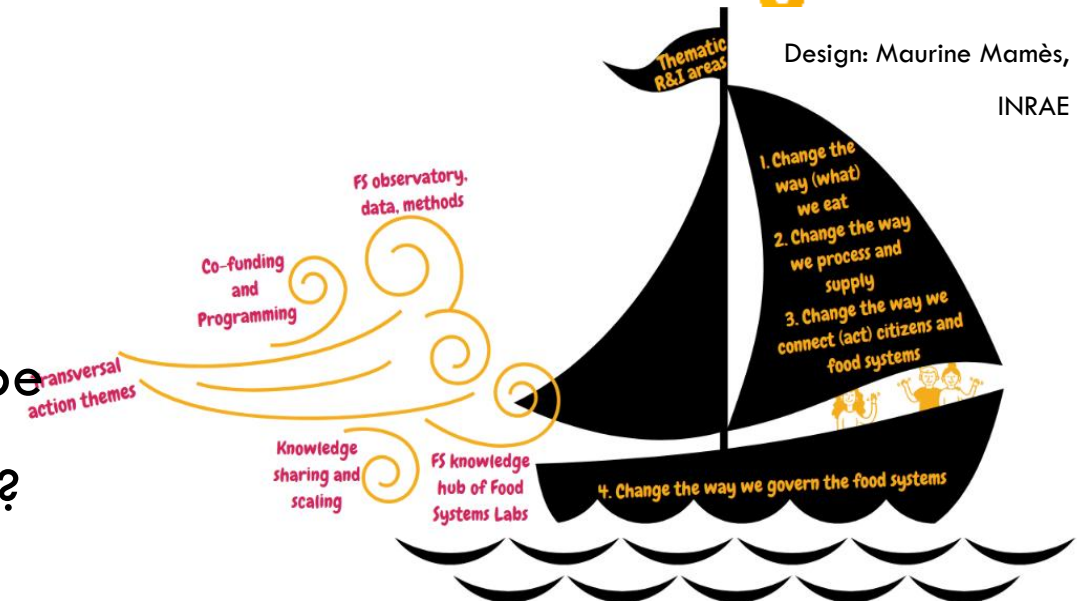 Design: Maurine Mamès,
INRAE
Thematic
R&I areas
1. Change the
way (what)
we eat
2. Change the way
we process and
supply
3. Change the way we
connect (act) citizens and
food systems
4. Change the way we govern the food systems
FS observatory,
data, methods
Co-funding
and
Programming
transversal
action themes
Knowledge
sharing and
scaling
FS knowledge
hub of Food
Systems Labs
?